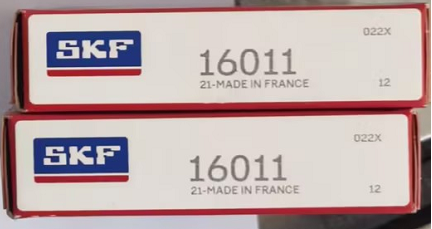 022X
SKF
16011
21-MADE IN FRANCE 12
022X
SKF
16011
21-MADE IN FRANCE
12